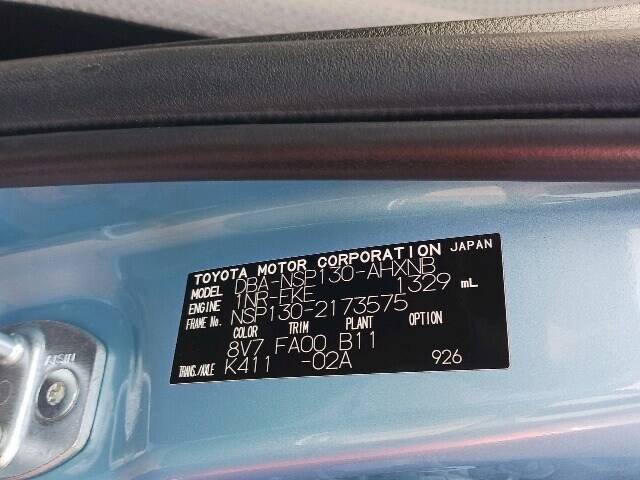 TOYOTA MOTOR CORPORATION JAPAN
MODEL DBA-NSP130-AHXNB
ENGINE 1NR-FKE 1329 mL
FRAME No. NSP130-2173575
COLOR TRIM PLANT OPTION
8V7 FA00 B11
TRANS./AXLE K411 -02A 926
AISIN